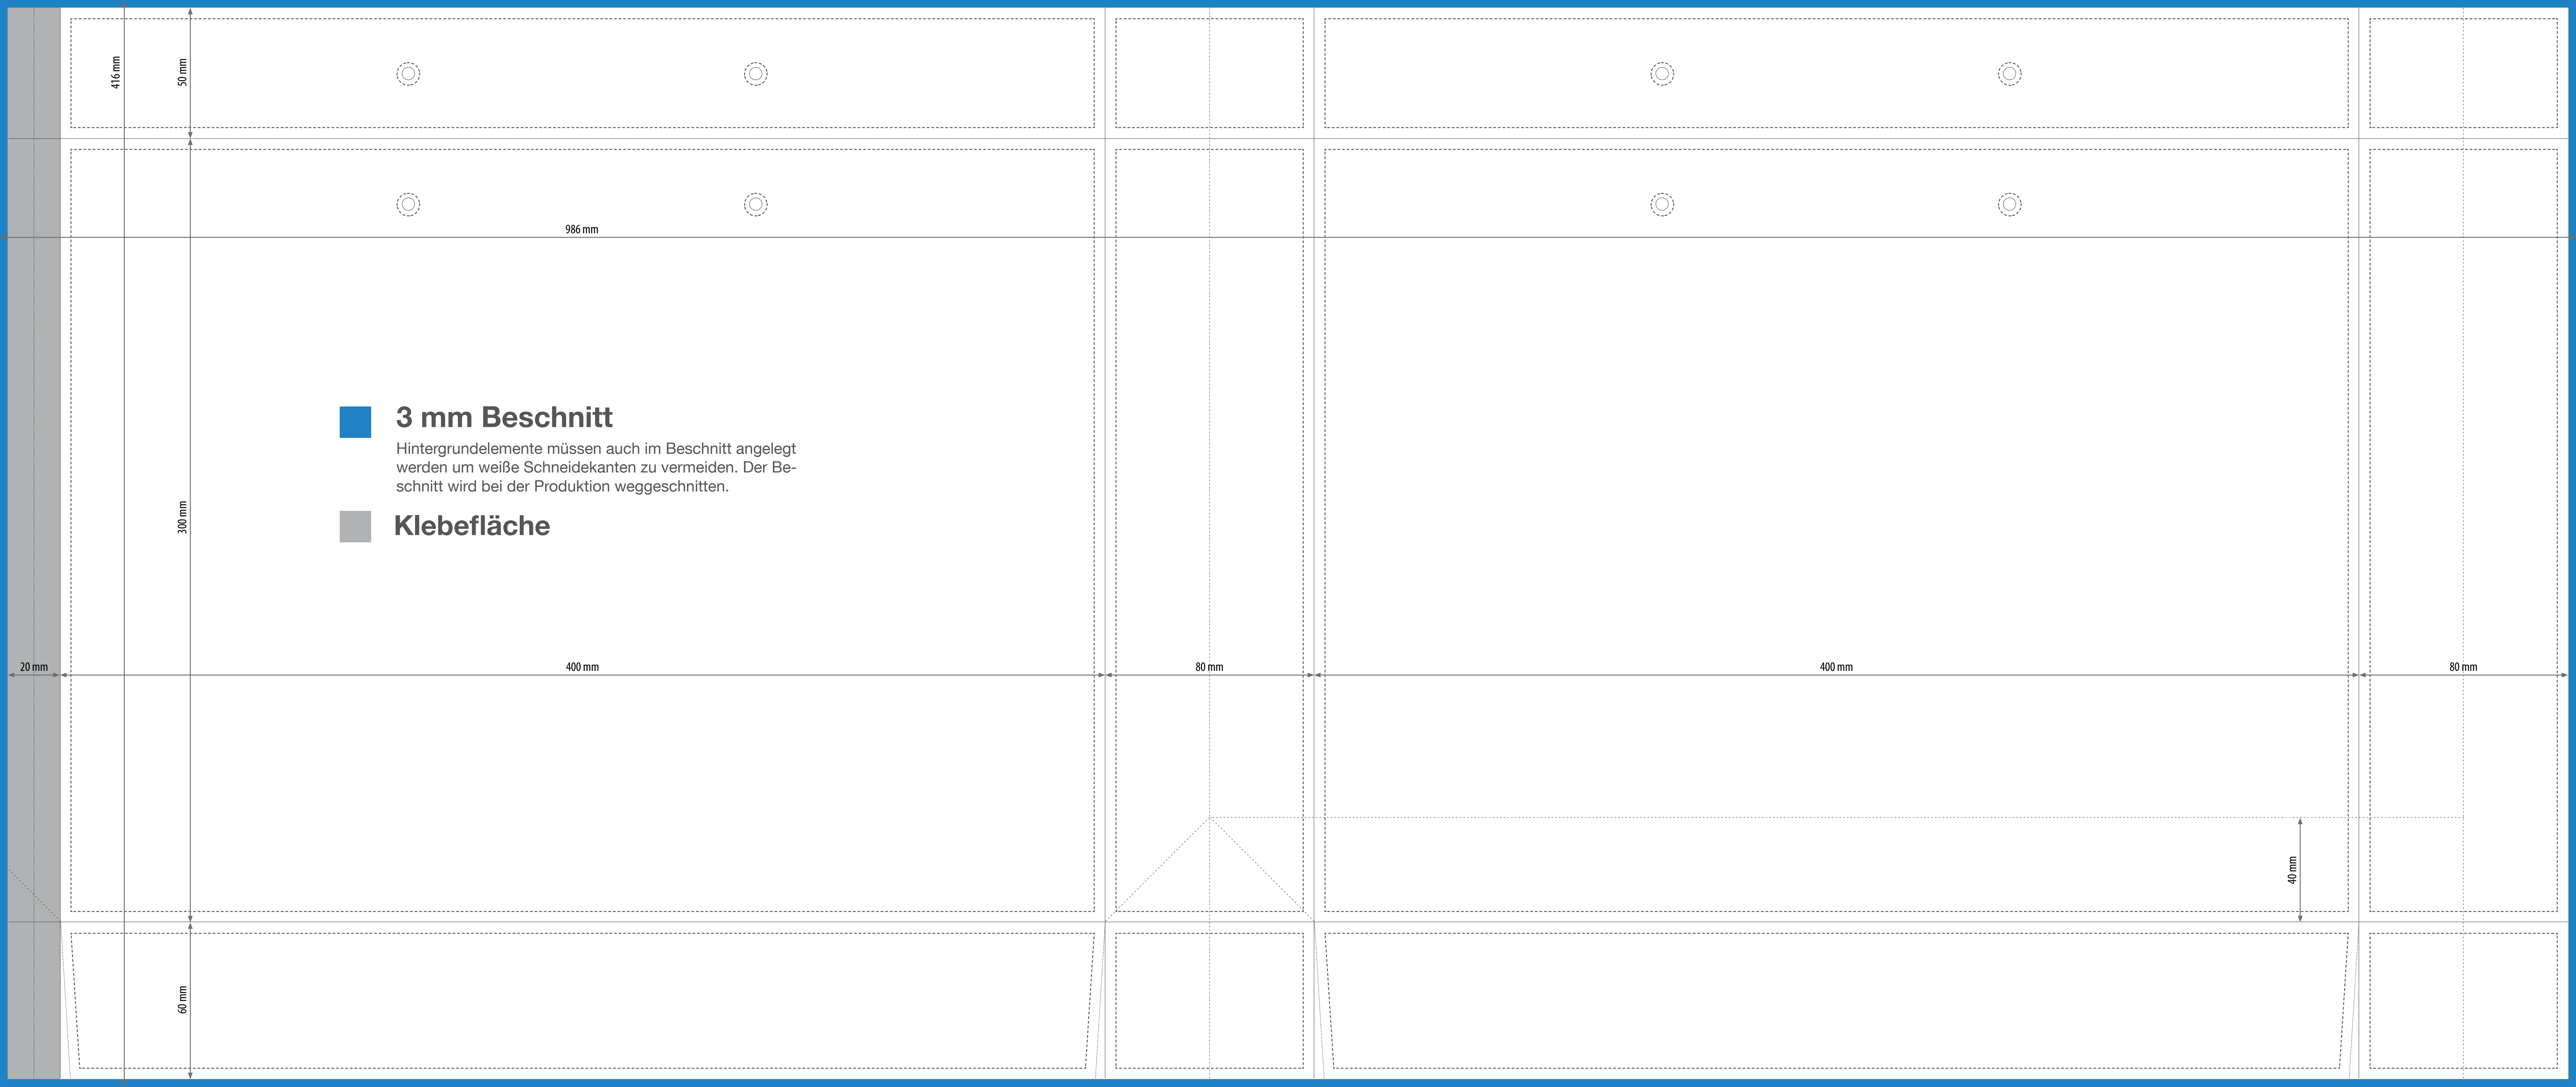 416 mm
50 mm
986 mm
3 mm Beschnitt
Hintergrundelemente müssen auch im Beschnitt angelegt
werden um weiße Schneidekanten zu vermeiden. Der Be-
schnitt wird bei der Produktion weggeschnitten.
Klebefläche
300 mm
20 mm
400 mm
80 mm
400 mm
80 mm
40 mm
60 mm